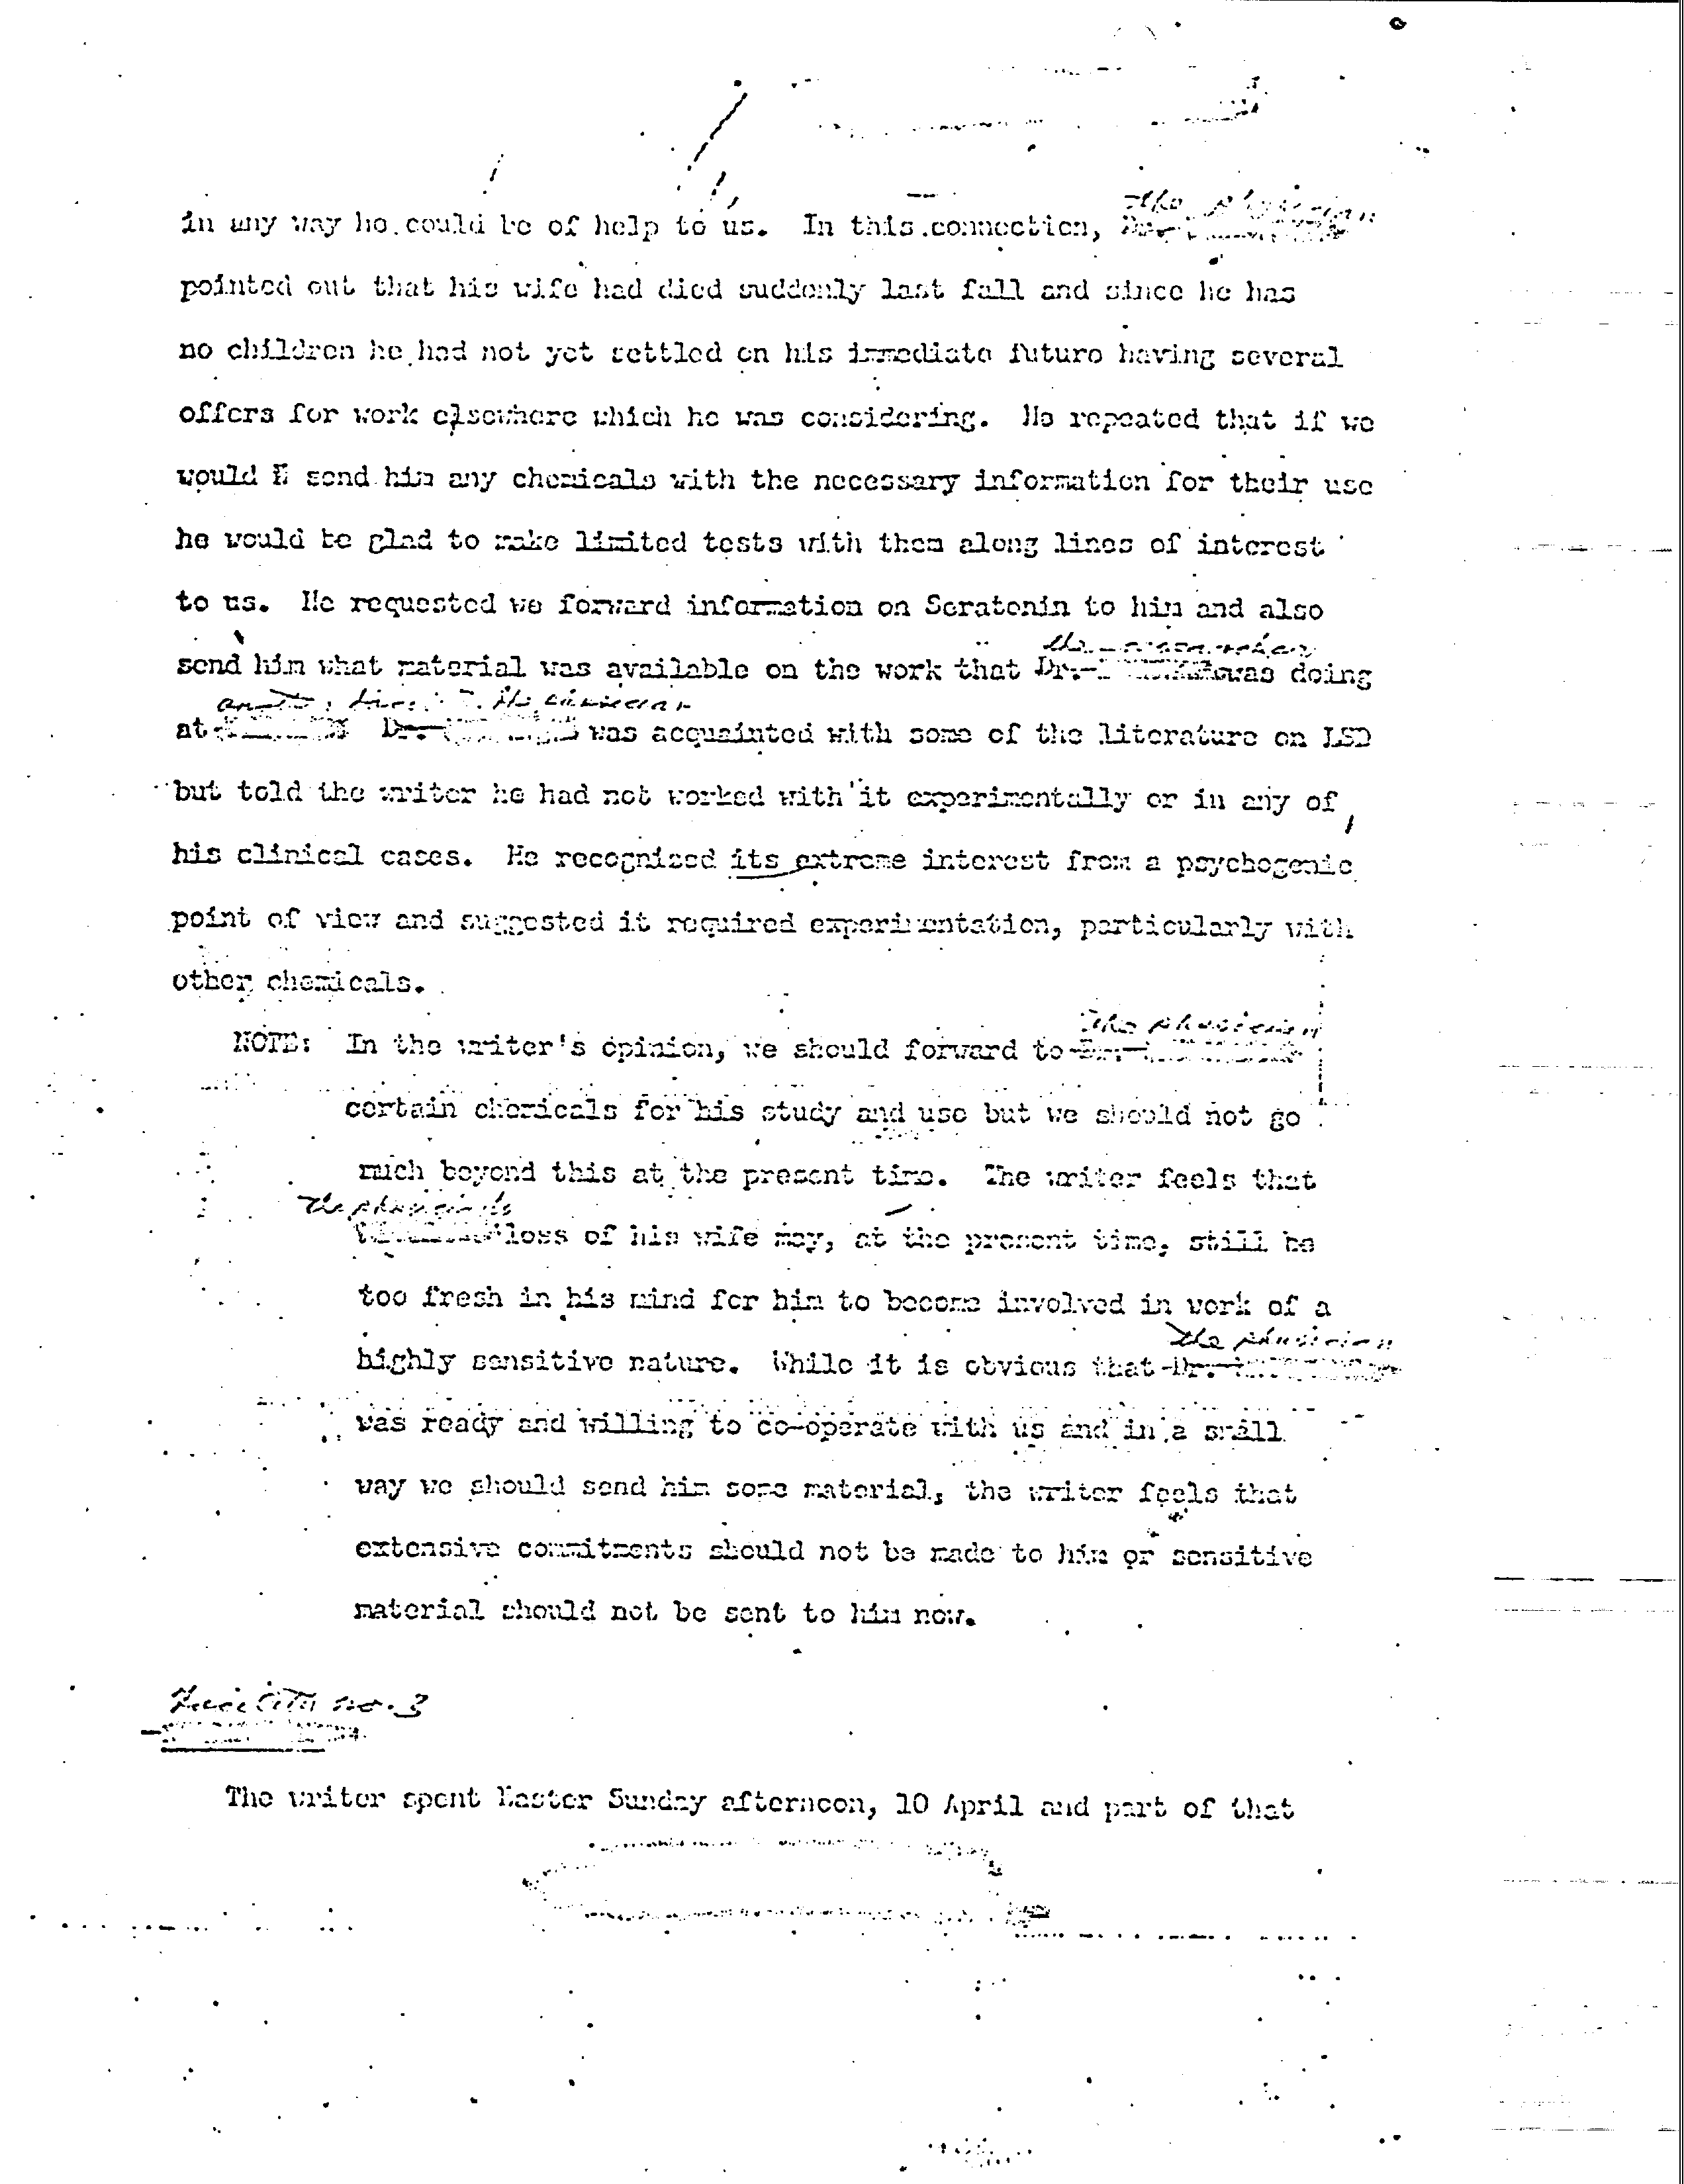 in any way he could be of help to us. In this connection, the physician Dr.
pointed out that his wife had died suddenly last fall and since he has
no children he had not yet settled on his immediate future having several
offers for work elsewhere which he was considering. He repeated that if we
would H send him any chemicals with the necessary information for their use
he would be glad to make limited tests with them along lines of interest
to us. He requested we forward information on Seratonin to him and also
the researcher
send him what material was available on the work that Dr. was doing
the physician
at Dr. was acquainted with some of the literature on LSD
but told the writer he had not worked with it experimentally or in any of
his clinical cases. He recognized its extreme interest from a psychogenic
point of view and suggested it required experimentation, particularly with
other chemicals.
the physician
NOTE: In the writer's opinion, we should forward to Dr.
certain chemicals for his study and use but we should not go
much beyond this at the present time. The writer feels that
the physician's
loss of his wife may, at the present time, still be
too fresh in his mind for him to become involved in work of a
the physician
highly sensitive nature. While it is obvious that Dr.
was ready and willing to co-operate with us and in a small
way we should send him some material, the writer feels that
extensive commitments should not be made to him or sensitive
material should not be sent to him now.
Facility no. 3
The writer spent Easter Sunday afternoon, 10 April and part of that